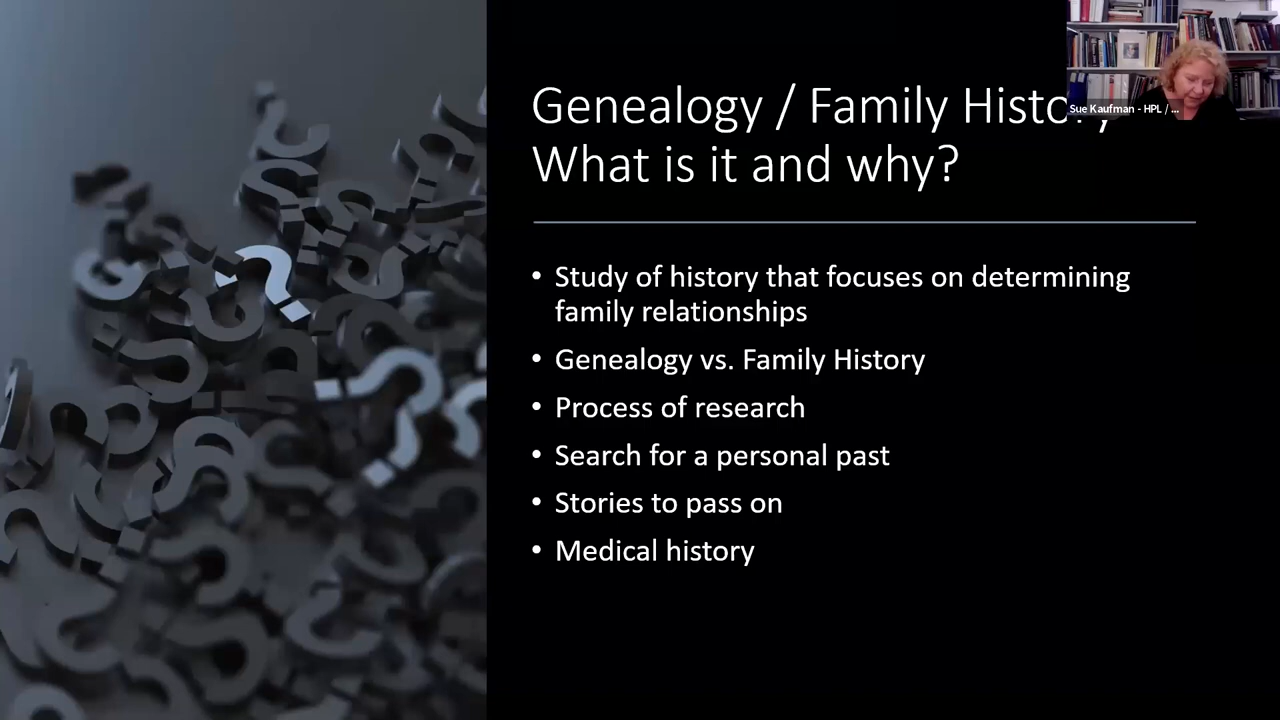 Genealogy / Family History
What is it and why?
Sue Kaufman - HPL / ...
• Study of history that focuses on determining
family relationships
• Genealogy vs. Family History
• Process of research
• Search for a personal past
• Stories to pass on
• Medical history